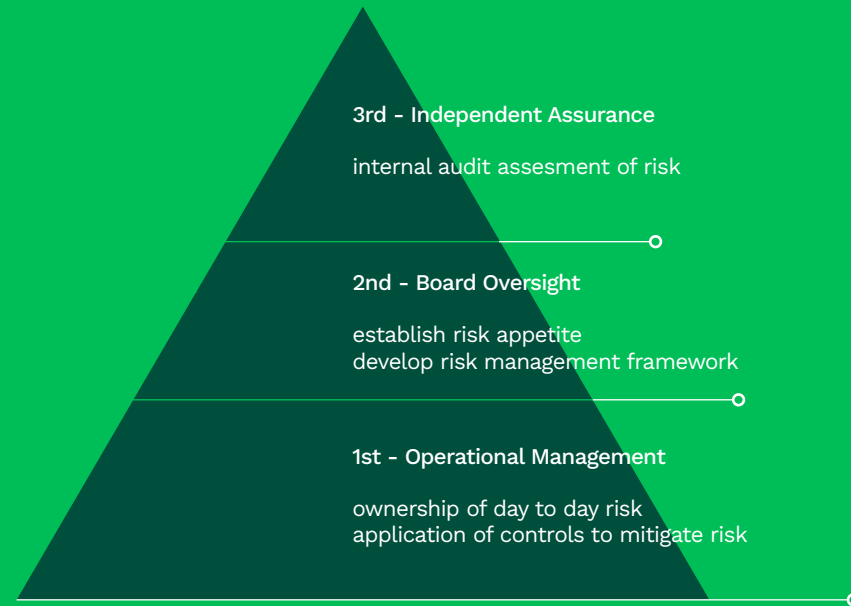 3rd - Independent Assurance
internal audit assesment of risk
2nd - Board Oversight
establish risk appetite
develop risk management framework
1st - Operational Management
ownership of day to day risk
application of controls to mitigate risk